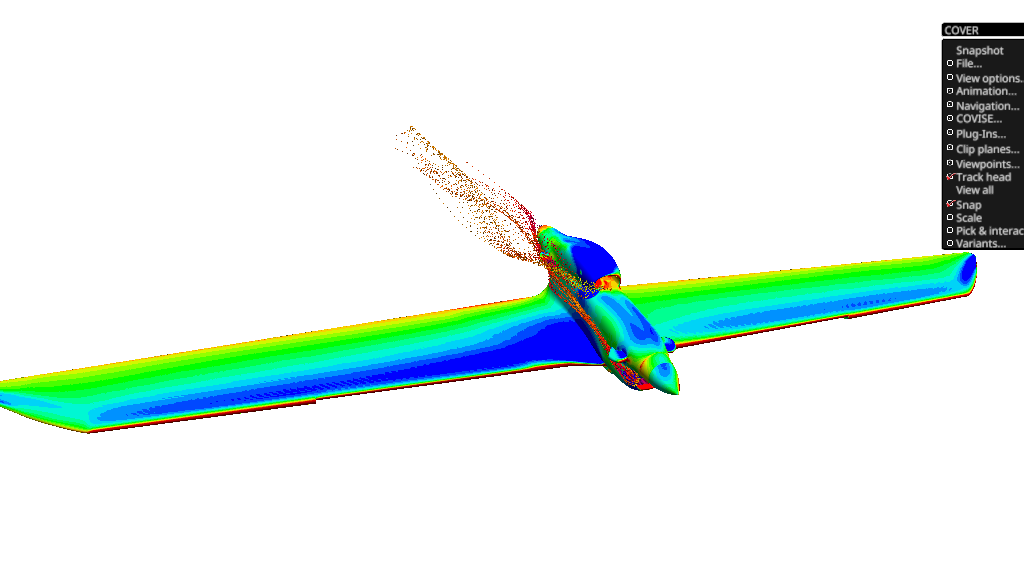 COVER
Snapshot
File...
View options..
Animation...
Navigation...
COVISE...
Plug-Ins...
Clip planes...
Viewpoints...
Track head
View all
Snap
Scale
Pick & interac
Variants...